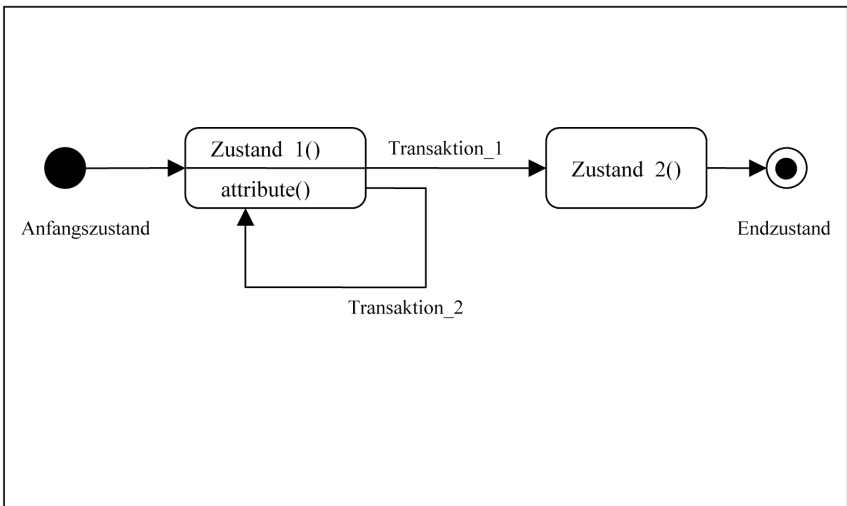 Zustand 1()
Transaktion_1
attribute()
Zustand 2()
Anfangszustand
Endzustand
Transaktion_2